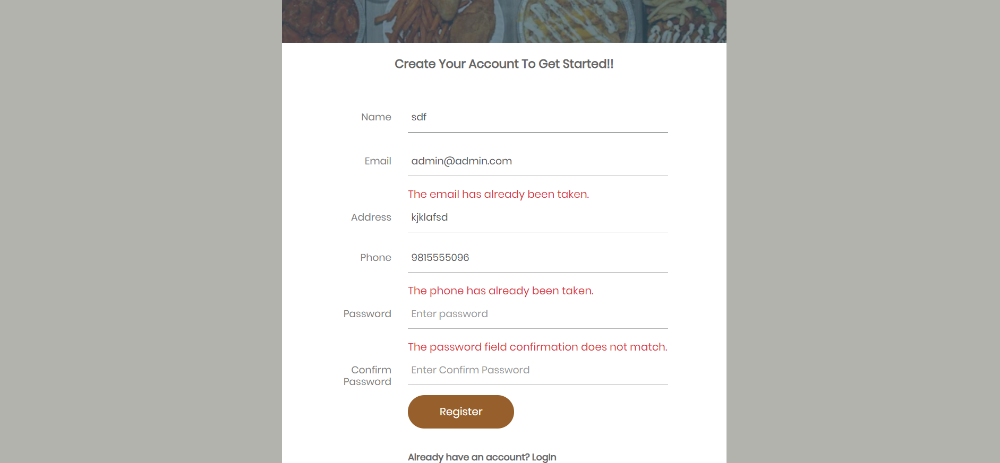 Create Your Account To Get Started!!
Name
sdf
Email
admin@admin.com
The email has already been taken.
Address
kjklafsd
Phone
9815555096
The phone has already been taken.
Password
Enter password
The password field confirmation does not match.
Confirm
Password
Enter Confirm Password
Register
Already have an account? LogIn